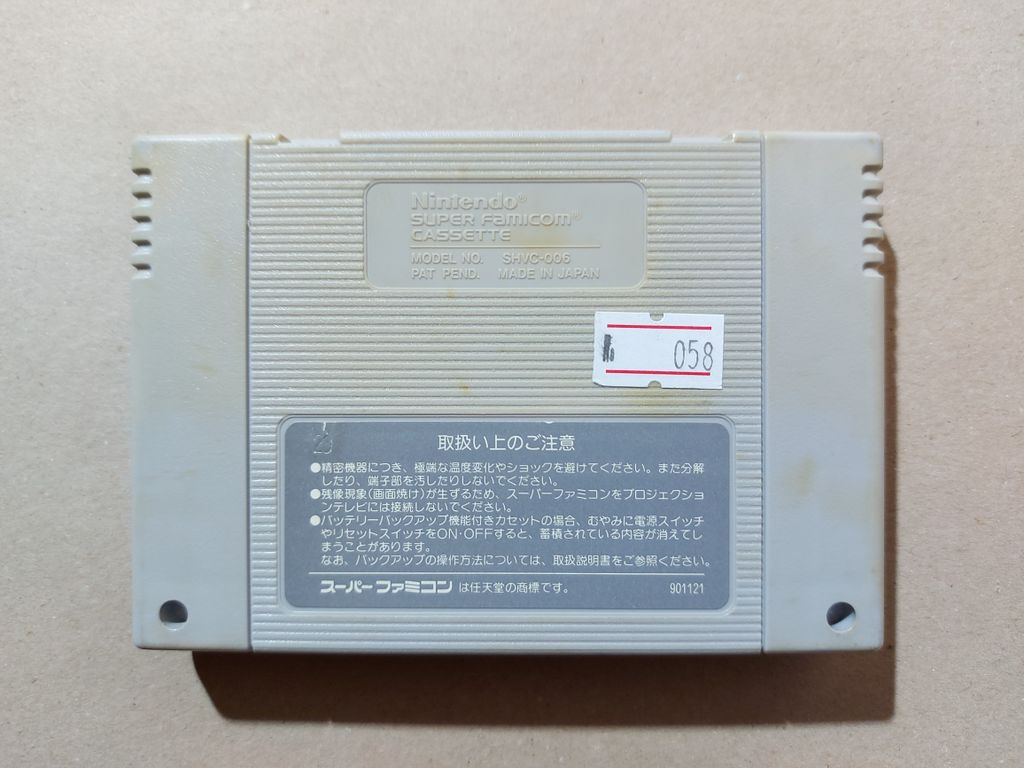 Nintendo®
SUPER FAMICOM®
CASSETTE
MODEL NO. SHVC-006
PAT PEND. MADE IN JAPAN
058
取扱い上のご注意
●精密機器につき、極端な温度変化やショックを避けてください。また分解
したり、端子部を汚したりしないでください。
●残像現象(画面焼け)が生ずるため、スーパーファミコンをプロジェクショ
ンテレビには接続しないでください。
●バッテリーバックアップ機能付きカセットの場合、むやみに電源スイッチ
やリセットスイッチをON・OFFすると、蓄積されている内容が消えてし
まうことがあります。
なお、バックアップの操作方法については、取扱説明書をご参照ください。
スーパーファミコン は任天堂の商標です。 901121